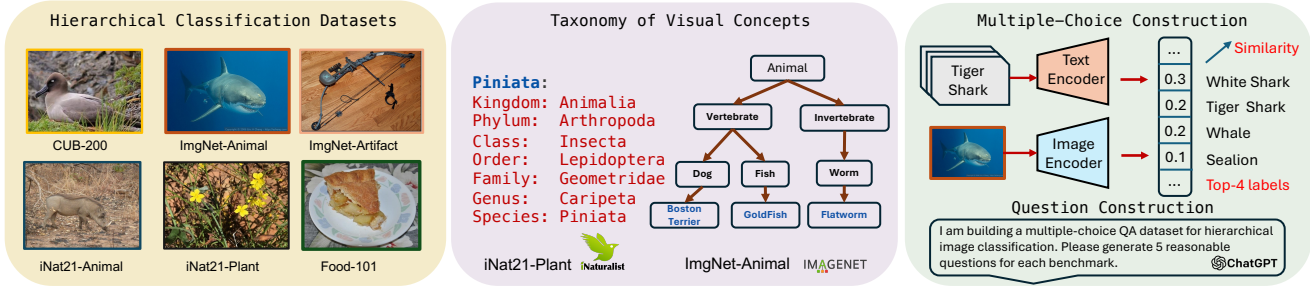 Hierarchical Classification Datasets
CUB-200
ImgNet-Animal
ImgNet-Artifact
iNat21-Animal
iNat21-Plant
Food-101
Taxonomy of Visual Concepts
Piniata:
Kingdom: Animalia
Phylum: Arthropoda
Class: Insecta
Order: Lepidoptera
Family: Geometridae
Genus: Caripeta
Species: Piniata
iNat21-Plant
iNaturalist
Animal
Vertebrate
Invertebrate
Dog
Fish
Worm
Boston
Terrier
GoldFish
Flatworm
ImgNet-Animal
IMAGENET
Multiple-Choice Construction
Tiger
Shark
Text
Encoder
Image
Encoder
...
0.3
0.2
0.2
0.1
...
Similarity
White Shark
Tiger Shark
Whale
Sealion
Top-4 labels
Question Construction
I am building a multiple-choice QA dataset for hierarchical
image classification. Please generate 5 reasonable
questions for each benchmark.
ChatGPT